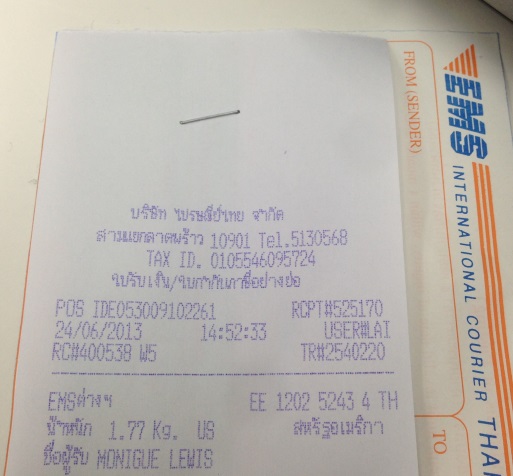 บริษัท ไปรษณีย์ไทย จำกัด
สามแยกลาดพร้าว 10901 Tel.5130568
TAX ID. 0105546095724
ใบรับเงิน/ใบกำกับภาษีอย่างย่อ
POS IDE053009102261 RCPT#525170
24/06/2013 14:52:33 USER#LAI
RC#400538 W5 TR#2540220
EMSต่างฯ EE 1202 5243 4 TH
น้ำหนัก 1.77 Kg. US สหรัฐอเมริกา
ชื่อผู้รับ MONIGUE LEWIS
FROM (SENDER)
EMS INTERNATIONAL COURIER THA
TO